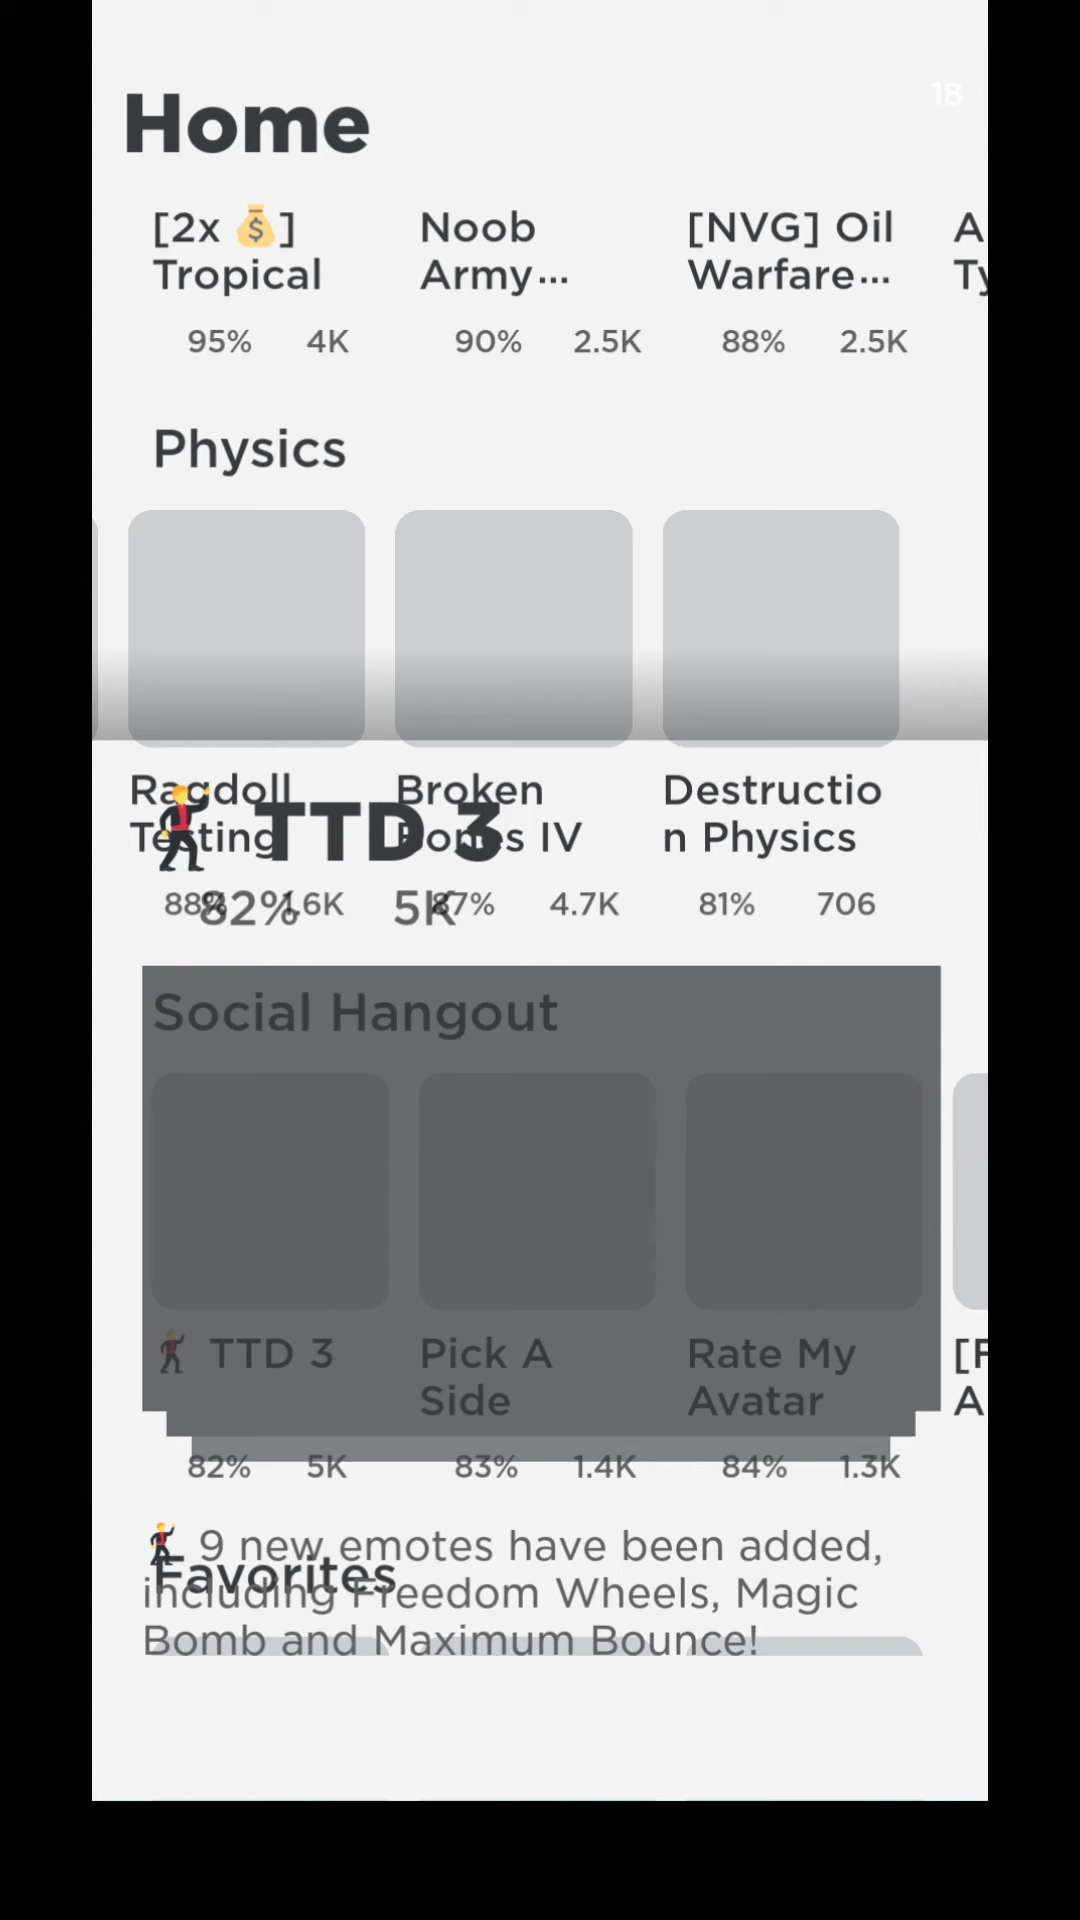 18
Home
[2x 💰] Noob [NVG] Oil A
Tropical Army... Warfare... Ty
95% 4K 90% 2.5K 88% 2.5K
Physics
Ragdoll Broken Destructio
Testing Bones IV n Physics
🕺 TTD 3
88% 1.6K 87% 4.7K 81% 706
82% 5K
Social Hangout
🕺 TTD 3 Pick A Rate My [F
Side Avatar A
82% 5K 83% 1.4K 84% 1.3K
🕺 9 new emotes have been added,
including Freedom Wheels, Magic
Bomb and Maximum Bounce!
Favorites